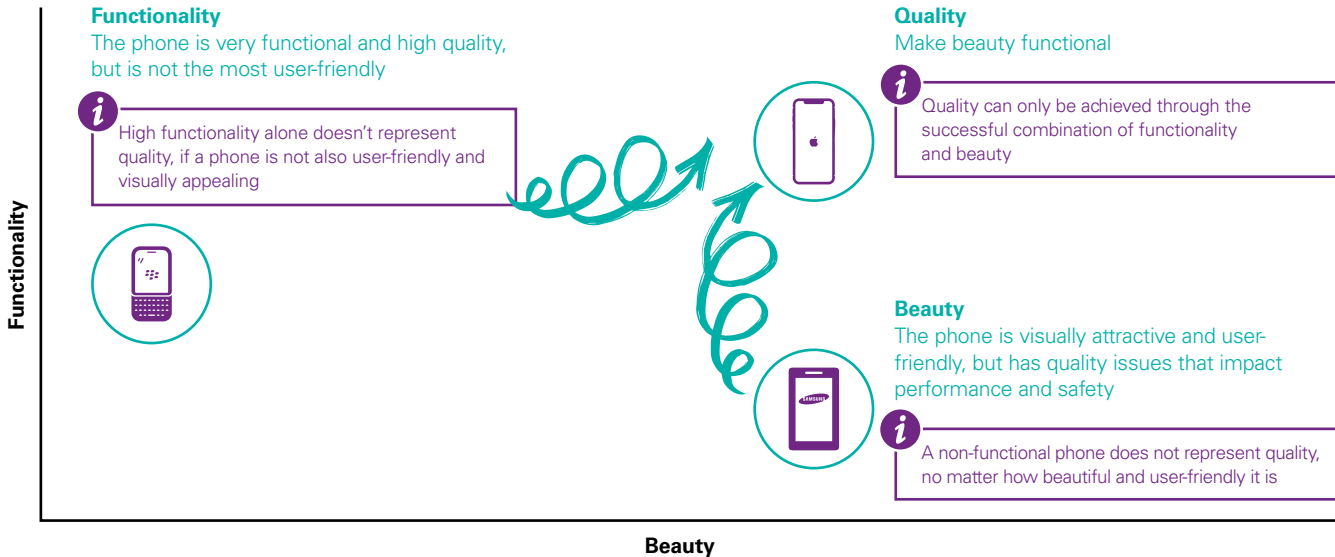 Functionality
The phone is very functional and high quality,
but is not the most user-friendly
i
High functionality alone doesn’t represent
quality, if a phone is not also user-friendly and
visually appealing
Quality
Make beauty functional
i
Quality can only be achieved through the
successful combination of functionality
and beauty
Functionality
Beauty
The phone is visually attractive and user-
friendly, but has quality issues that impact
performance and safety
SAMSUNG
i
A non-functional phone does not represent quality,
no matter how beautiful and user-friendly it is
Beauty